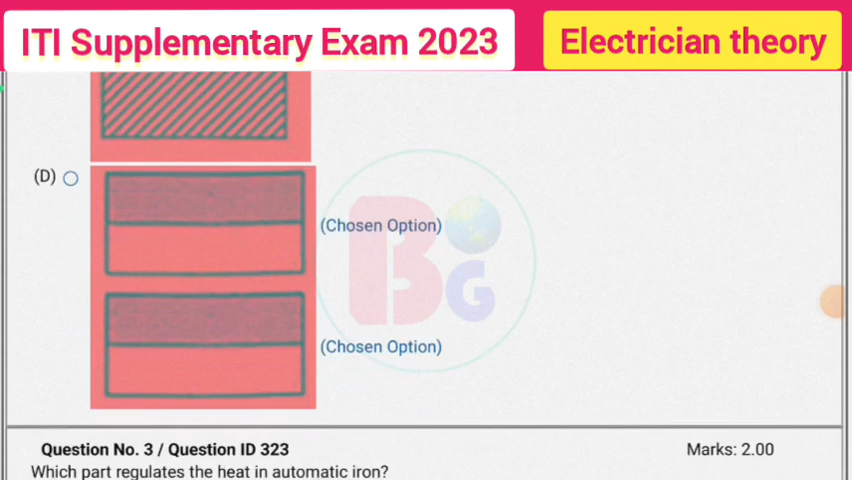 ITI Supplementary Exam 2023
Electrician theory
(D)
(Chosen Option)
BG
(Chosen Option)
Question No. 3 / Question ID 323
Marks: 2.00
Which part regulates the heat in automatic iron?